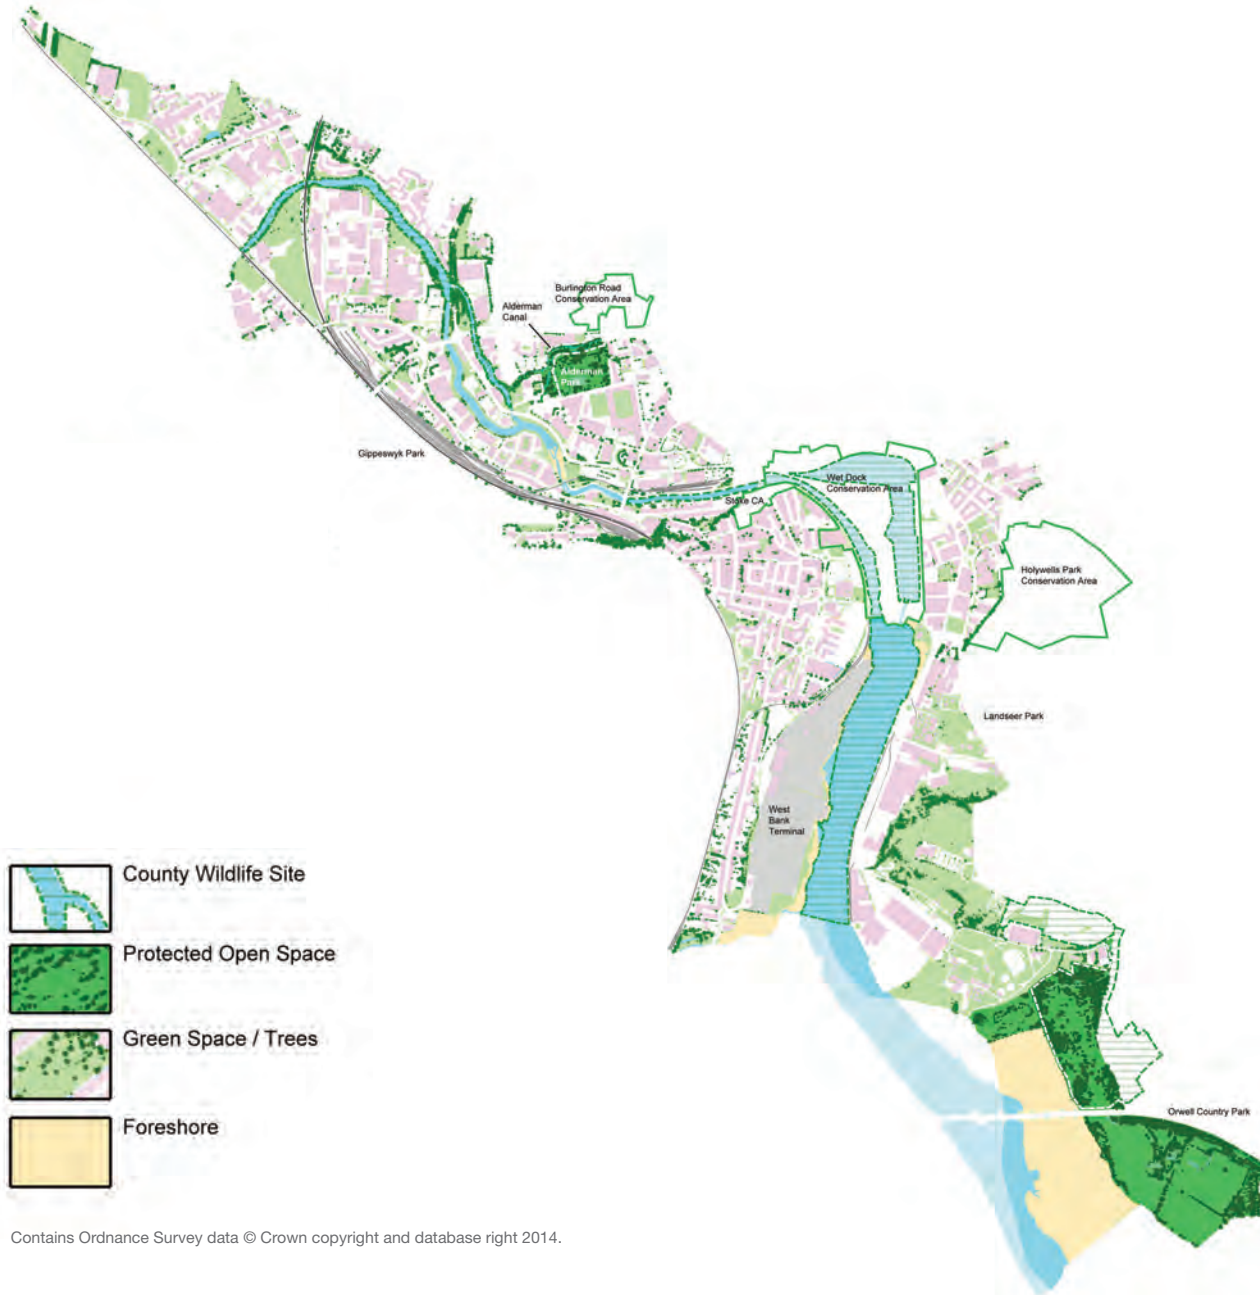 Burlington Road
Conservation Area
Alderman
Canal
Alderman
Park
Gippeswyk Park
Wet Dock
Conservation Area
Stoke CA
Holywells Park
Conservation Area
Landseer Park
West
Bank
Terminal
County Wildlife Site
Protected Open Space
Green Space / Trees
Foreshore
Orwell Country Park
Contains Ordnance Survey data © Crown copyright and database right 2014.